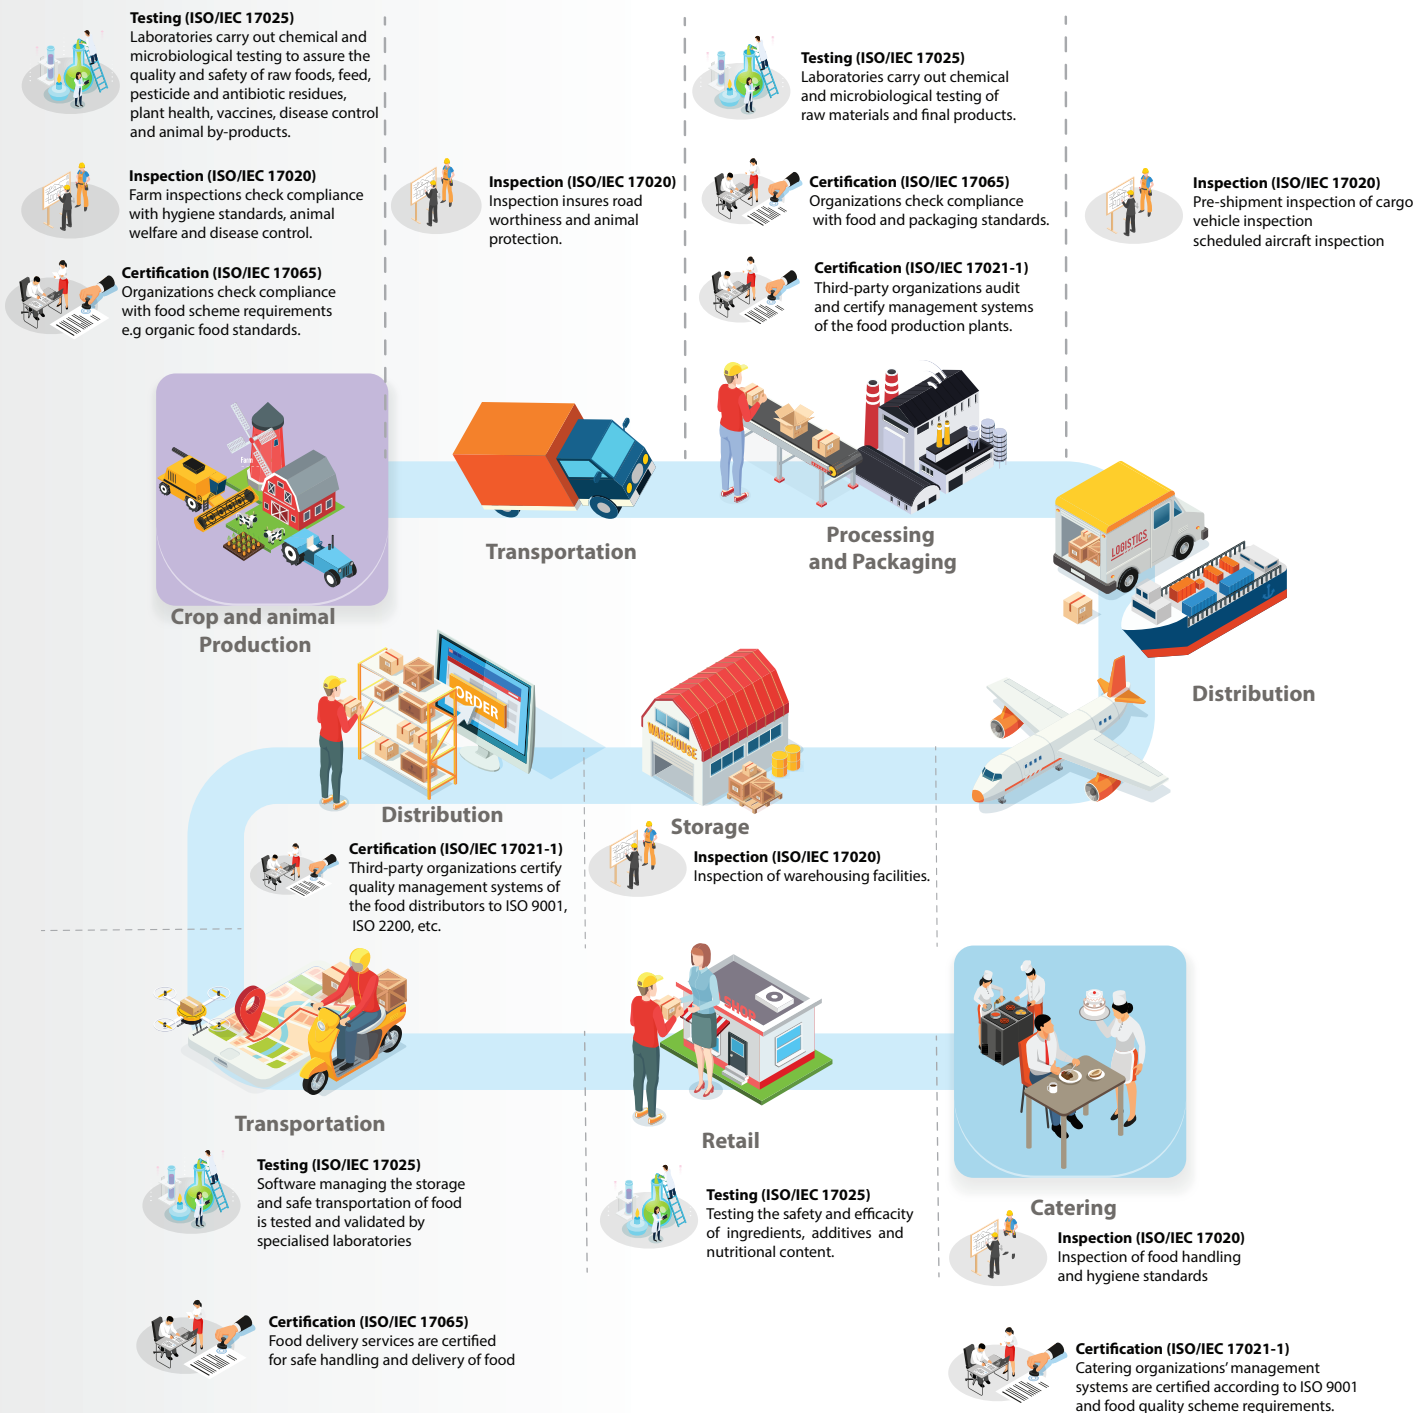 Testing (ISO/IEC 17025)
Laboratories carry out chemical and
microbiological testing to assure the
quality and safety of raw foods, feed,
pesticide and antibiotic residues,
plant health, vaccines, disease control
and animal by-products.
Inspection (ISO/IEC 17020)
Farm inspections check compliance
with hygiene standards, animal
welfare and disease control.
Certification (ISO/IEC 17065)
Organizations check compliance
with food scheme requirements
e.g organic food standards.
Inspection (ISO/IEC 17020)
Inspection insures road
worthiness and animal
protection.
Testing (ISO/IEC 17025)
Laboratories carry out chemical
and microbiological testing of
raw materials and final products.
Certification (ISO/IEC 17065)
Organizations check compliance
with food and packaging standards.
Certification (ISO/IEC 17021-1)
Third-party organizations audit
and certify management systems
of the food production plants.
Inspection (ISO/IEC 17020)
Pre-shipment inspection of cargo
vehicle inspection
scheduled aircraft inspection
Farm
Crop and animal
Production
Transportation
Processing
and Packaging
LOGISTICS
Distribution
ORDER
Distribution
Certification (ISO/IEC 17021-1)
Third-party organizations certify
quality management systems of
the food distributors to ISO 9001,
ISO 2200, etc.
WAREHOUSE
Storage
Inspection (ISO/IEC 17020)
Inspection of warehousing facilities.
Transportation
Testing (ISO/IEC 17025)
Software managing the storage
and safe transportation of food
is tested and validated by
specialised laboratories
Certification (ISO/IEC 17065)
Food delivery services are certified
for safe handling and delivery of food
SHOP
Retail
Testing (ISO/IEC 17025)
Testing the safety and efficacy
of ingredients, additives and
nutritional content.
Catering
Inspection (ISO/IEC 17020)
Inspection of food handling
and hygiene standards
Certification (ISO/IEC 17021-1)
Catering organizations' management
systems are certified according to ISO 9001
and food quality scheme requirements.